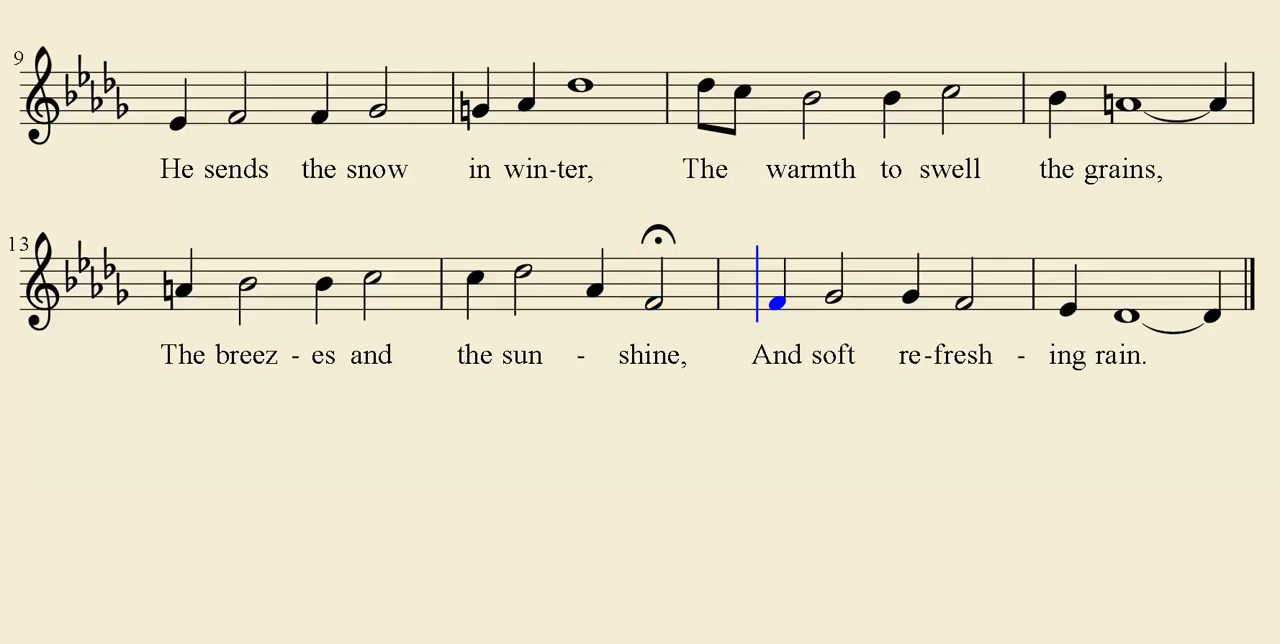 9
He sends the snow in win-ter, The warmth to swell the grains,
13
The breez - es and the sun - shine, And soft re-fresh - ing rain.